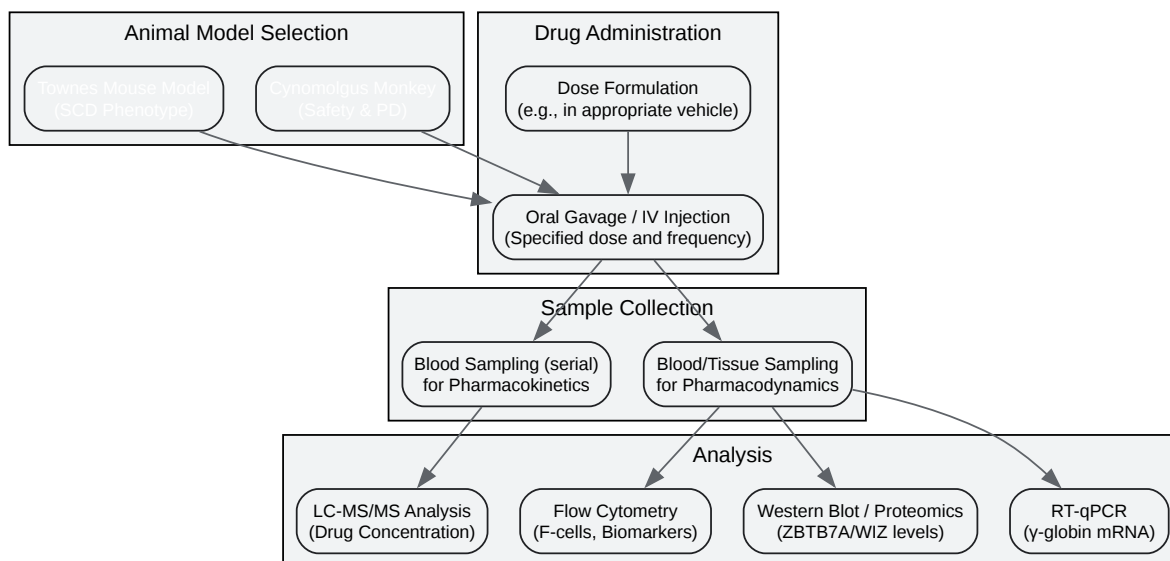 Animal Model Selection
Townes Mouse Model
(SCD Phenotype)
Cynomolgus Monkey
(Safety & PD)
Drug Administration
Dose Formulation
(e.g., in appropriate vehicle)
Oral Gavage / IV Injection
(Specified dose and frequency)
Sample Collection
Blood Sampling (serial)
for Pharmacokinetics
Blood/Tissue Sampling
for Pharmacodynamics
Analysis
LC-MS/MS Analysis
(Drug Concentration)
Flow Cytometry
(F-cells, Biomarkers)
Western Blot / Proteomics
(ZBTB7A/WIZ levels)
RT-qPCR
(γ-globin mRNA)